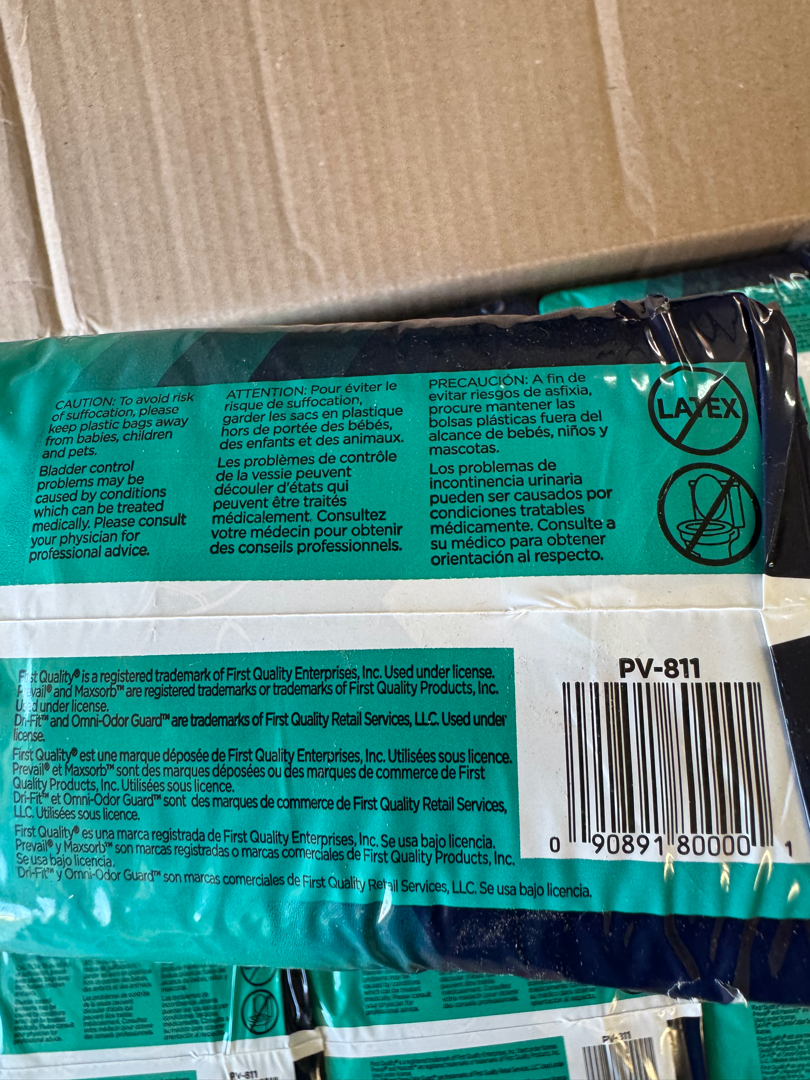 CAUTION: To avoid risk
of suffocation, please
keep plastic bags away
from babies, children
and pets.
Bladder control
problems may be
caused by conditions
which can be treated
medically. Please consult
your physician for
professional advice.
ATTENTION: Pour éviter le
risque de suffocation,
garder les sacs en plastique
hors de portée des bébés,
des enfants et des animaux.
Les problèmes de contrôle
de la vessie peuvent
découler d'états qui
peuvent être traités
médicalement. Consultez
votre médecin pour obtenir
des conseils professionnels.
PRECAUCIÓN: A fin de
evitar riesgos de asfixia,
procure mantener las
bolsas plásticas fuera del
alcance de bebés, niños y
mascotas.
Los problemas de
incontinencia urinaria
pueden ser causados por
condiciones tratables
médicamente. Consulte a
su médico para obtener
orientación al respecto.
LATEX
First Quality® is a registered trademark of First Quality Enterprises, Inc. Used under license.
Prevail® and Maxsorb™ are registered trademarks or trademarks of First Quality Products, Inc.
Used under license.
Dri-Fit™ and Omni-Odor Guard™ are trademarks of First Quality Retail Services, LLC. Used under
license.
First Quality® est une marque déposée de First Quality Enterprises, Inc. Utilisées sous licence.
Prevail® et Maxsorb™ sont des marques déposées ou des marques de commerce de First
Quality Products, Inc. Utilisées sous licence.
Dri-Fit™ et Omni-Odor Guard™ sont des marques de commerce de First Quality Retail Services,
LLC. Utilisées sous licence.
First Quality® es una marca registrada de First Quality Enterprises, Inc. Se usa bajo licencia.
Prevail® y Maxsorb™ son marcas registradas o marcas comerciales de First Quality Products, Inc.
Se usa bajo licencia.
Dri-Fit™ y Omni-Odor Guard™ son marcas comerciales de First Quality Retail Services, LLC. Se usa bajo licencia.
PV-811
0 90891 80000 1
PV-811